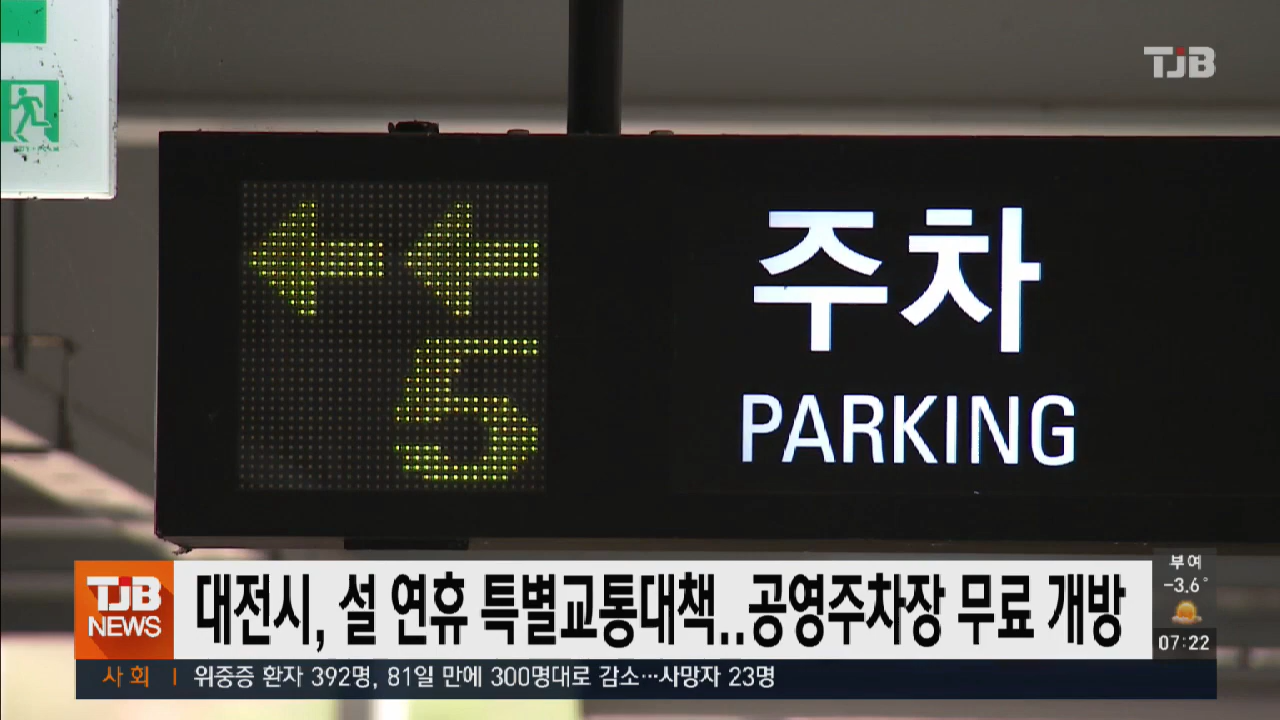 TJB
주차
5
PARKING
TJB
NEWS
대전시, 설 연휴 특별교통대책..공영주차장 무료 개방
부여
-3.6°
07:22
사회 | 위중증 환자 392명, 81일 만에 300명대로 감소…사망자 23명